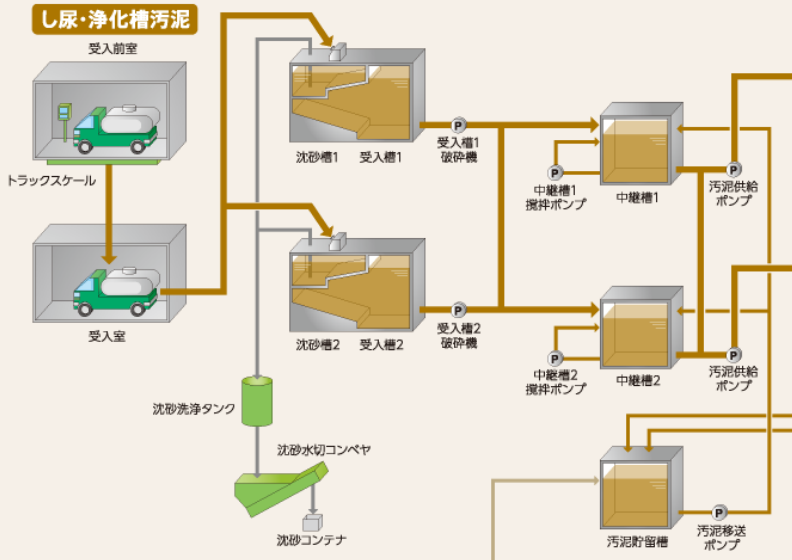 し尿・浄化槽汚泥
受入前室
トラックスケール
受入室
沈砂槽1
受入槽1
P
受入槽1
破砕機
P
中継槽1
撹拌ポンプ
中継槽1
P
汚泥供給
ポンプ
沈砂槽2
受入槽2
P
受入槽2
破砕機
P
中継槽2
撹拌ポンプ
中継槽2
P
汚泥供給
ポンプ
沈砂洗浄タンク
沈砂水切コンベヤ
沈砂コンテナ
汚泥貯留槽
P
汚泥移送
ポンプ